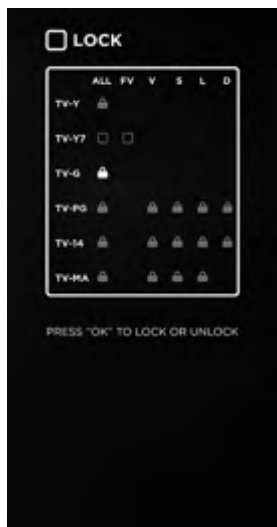 LOCK
ALL FV V S L D
TV-Y
TV-Y7
TV-G
TV-PG
TV-14
TV-MA
PRESS "OK" TO LOCK OR UNLOCK